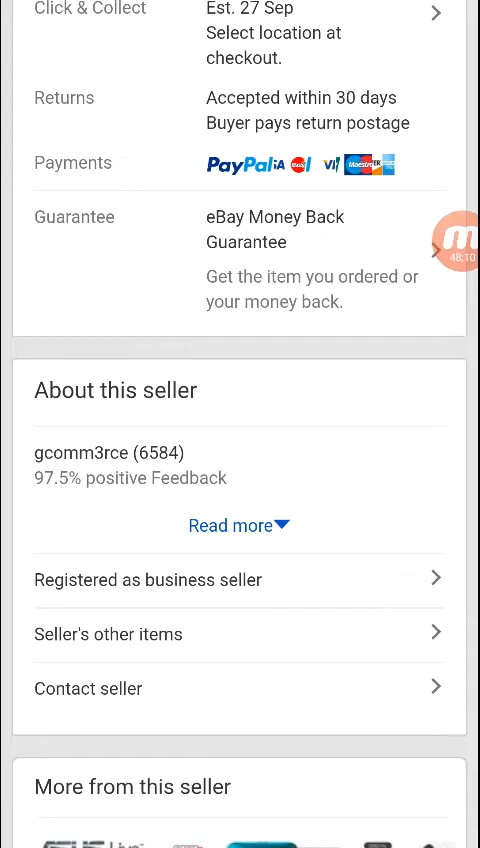 Click & Collect
Est. 27 Sep
Select location at
checkout.
Returns
Accepted within 30 days
Buyer pays return postage
Payments
PayPal
Maestro
Guarantee
eBay Money Back
Guarantee
Get the item you ordered or
your money back.
48:10
About this seller
gcomm3rce (6584)
97.5% positive Feedback
Read more
Registered as business seller
Seller's other items
Contact seller
More from this seller